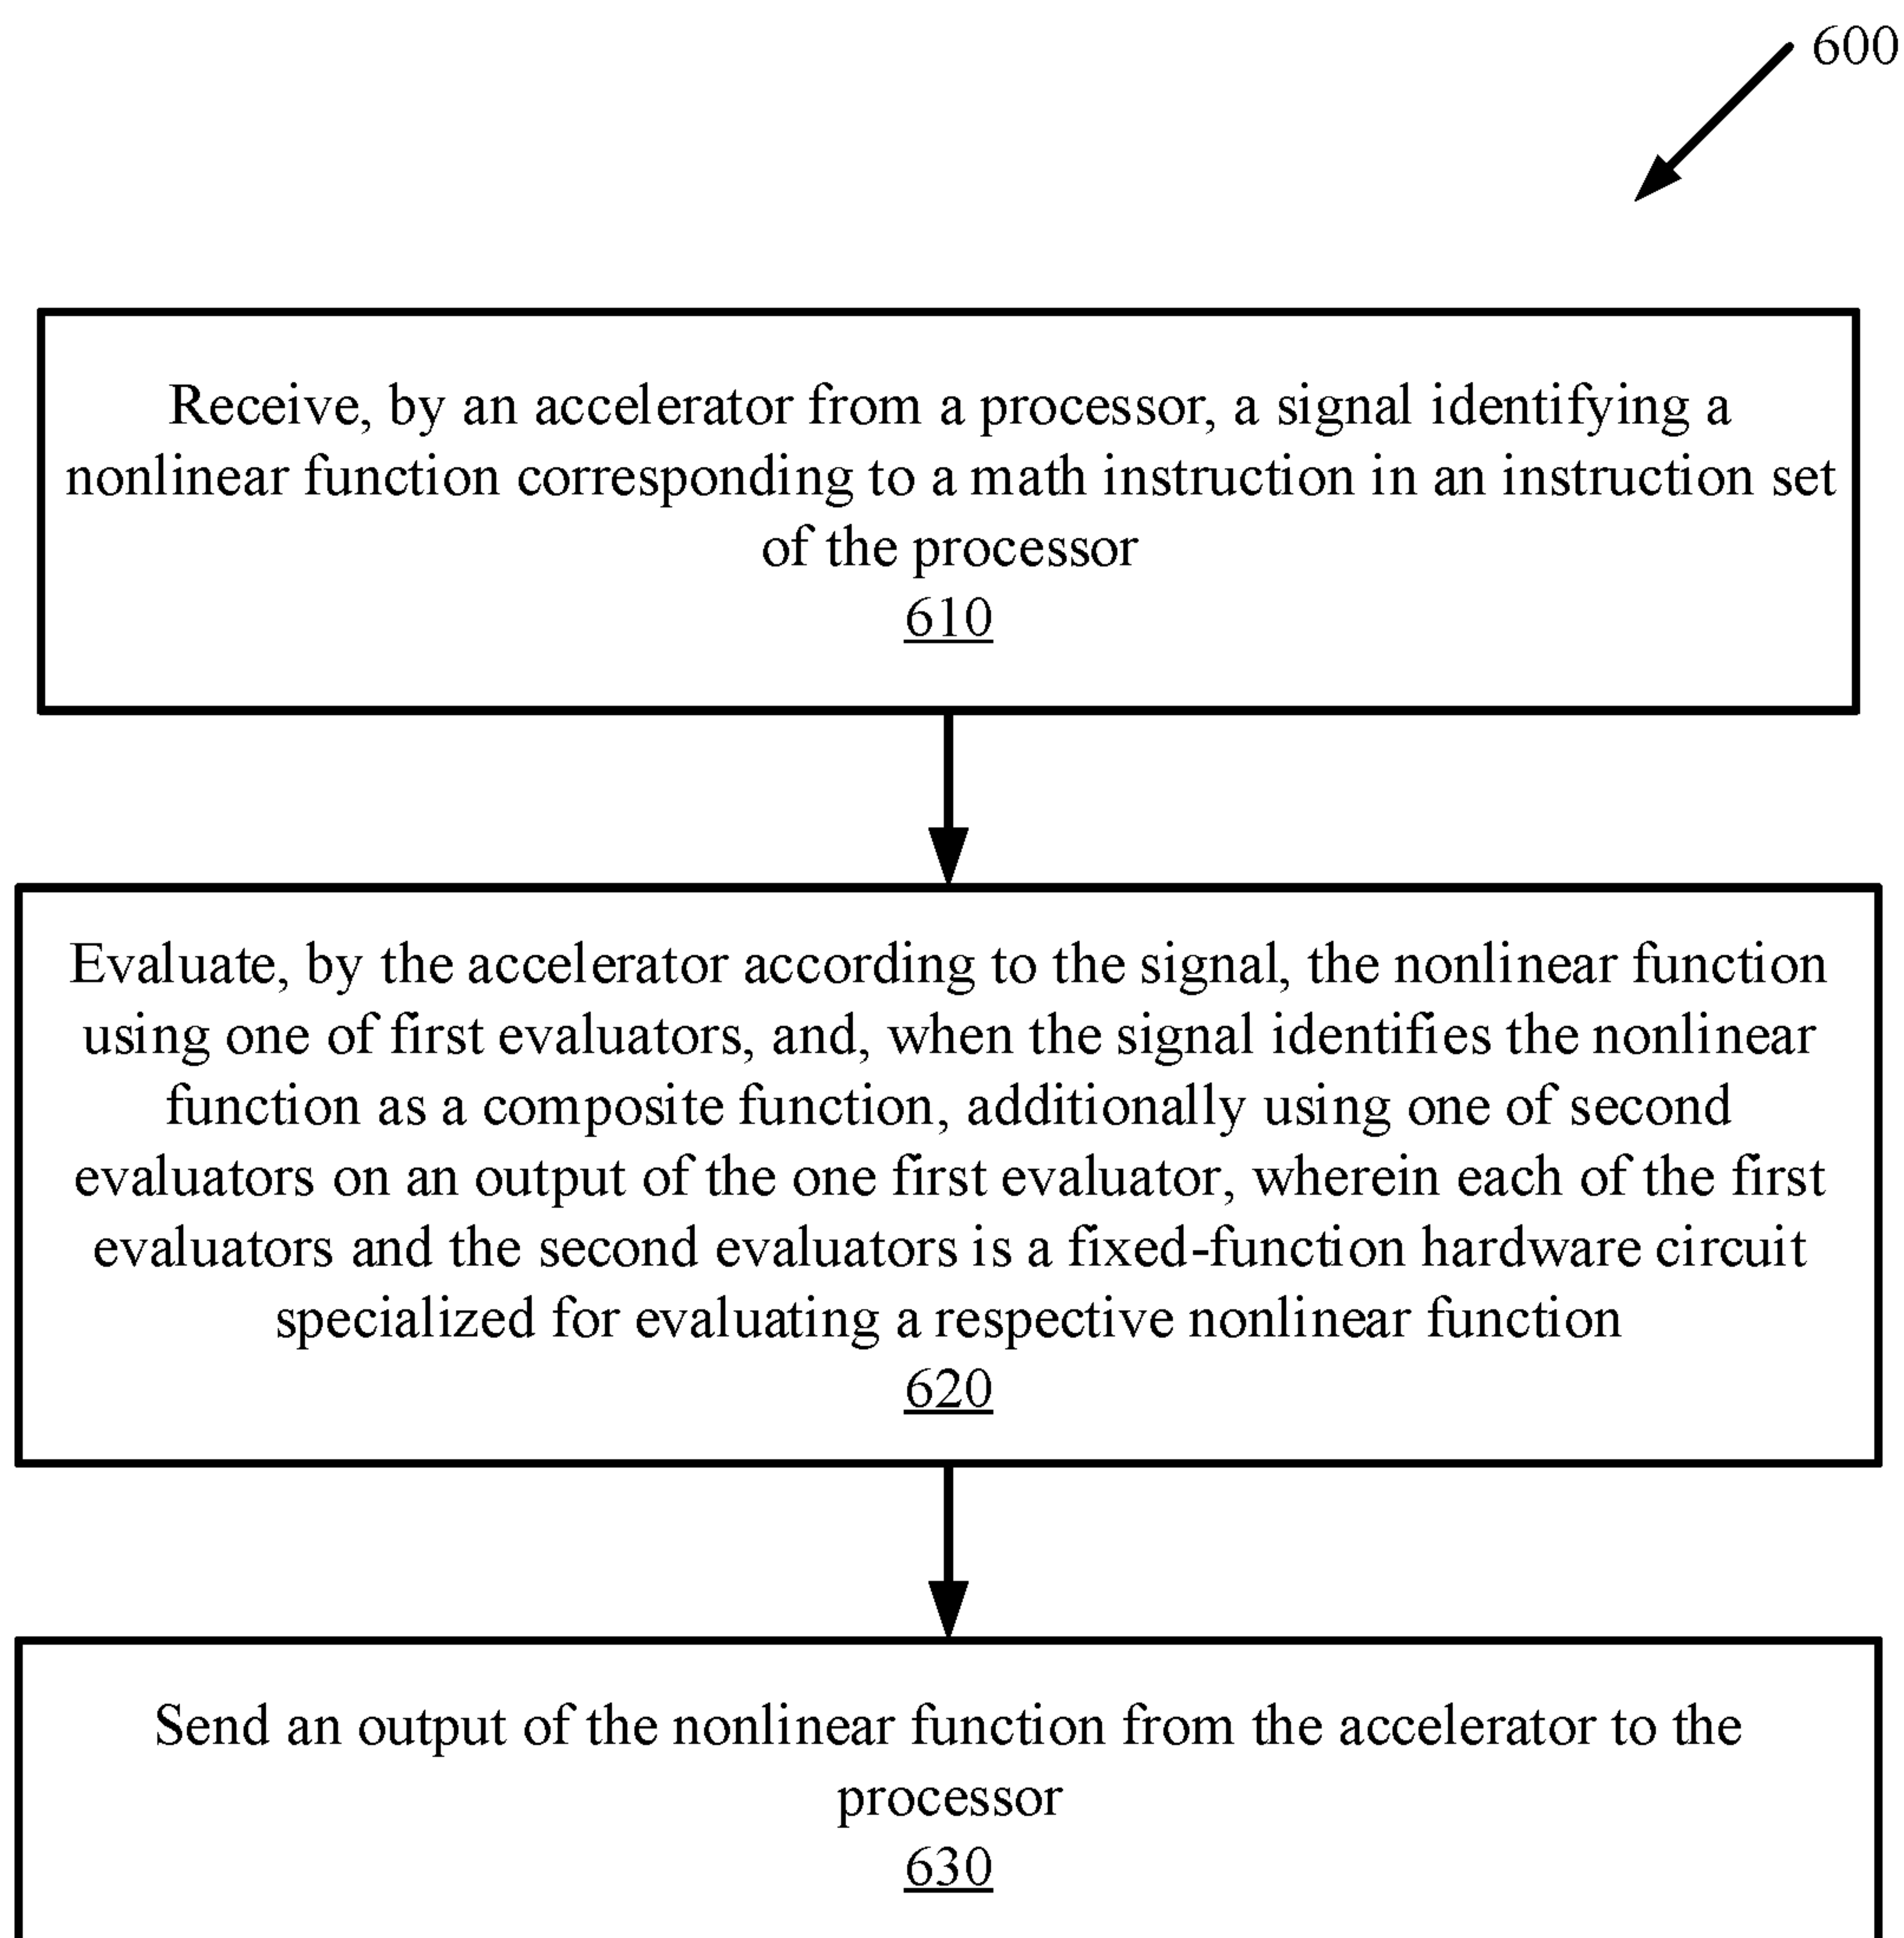 600
Receive, by an accelerator from a processor, a signal identifying a
nonlinear function corresponding to a math instruction in an instruction set
of the processor
610
Evaluate, by the accelerator according to the signal, the nonlinear function
using one of first evaluators, and, when the signal identifies the nonlinear
function as a composite function, additionally using one of second
evaluators on an output of the one first evaluator, wherein each of the first
evaluators and the second evaluators is a fixed-function hardware circuit
specialized for evaluating a respective nonlinear function
620
Send an output of the nonlinear function from the accelerator to the
processor
630